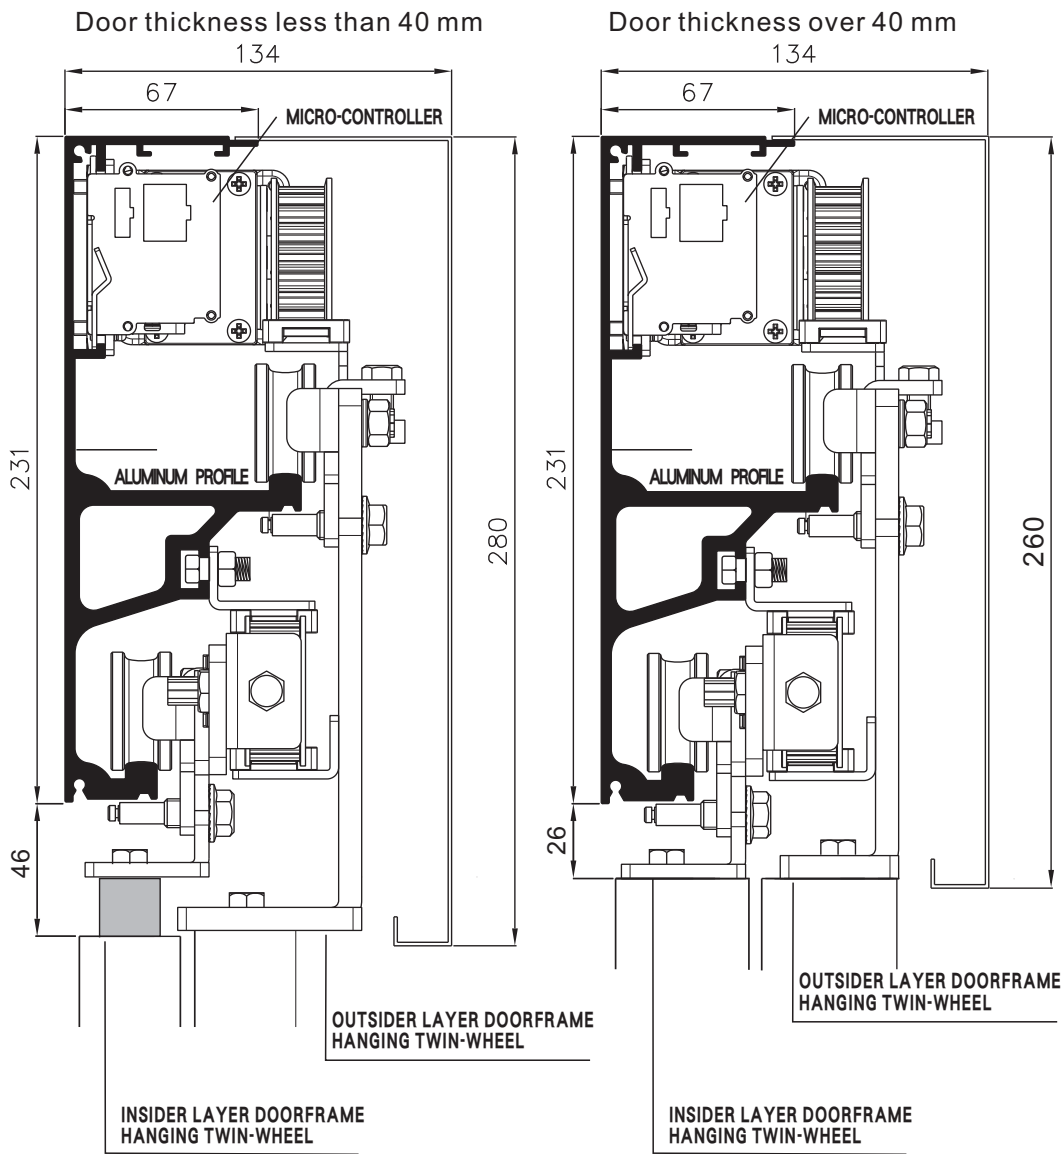 Door thickness less than 40 mm
134
67
MICRO-CONTROLLER
231
ALUMINUM PROFILE
280
46
OUTSIDER LAYER DOORFRAME
HANGING TWIN-WHEEL
INSIDER LAYER DOORFRAME
HANGING TWIN-WHEEL
Door thickness over 40 mm
134
67
MICRO-CONTROLLER
231
ALUMINUM PROFILE
260
26
OUTSIDER LAYER DOORFRAME
HANGING TWIN-WHEEL
INSIDER LAYER DOORFRAME
HANGING TWIN-WHEEL